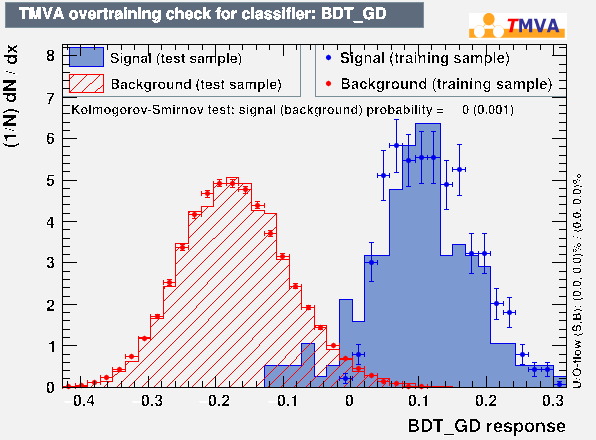 TMVA overtraining check for classifier: BDT_GD
TMVA
(1/N) dN / dx
Signal (test sample)
Background (test sample)
Signal (training sample)
Background (training sample)
Kolmogorov-Smirnov test: signal (background) probability = 0 (0.001)
8
7
6
5
4
3
2
1
0
-0.4 -0.3 -0.2 -0.1 0 0.1 0.2 0.3
BDT_GD response
U/O-flow (S,B): (0.0, 0.0)% / (0.0, 0.0)%